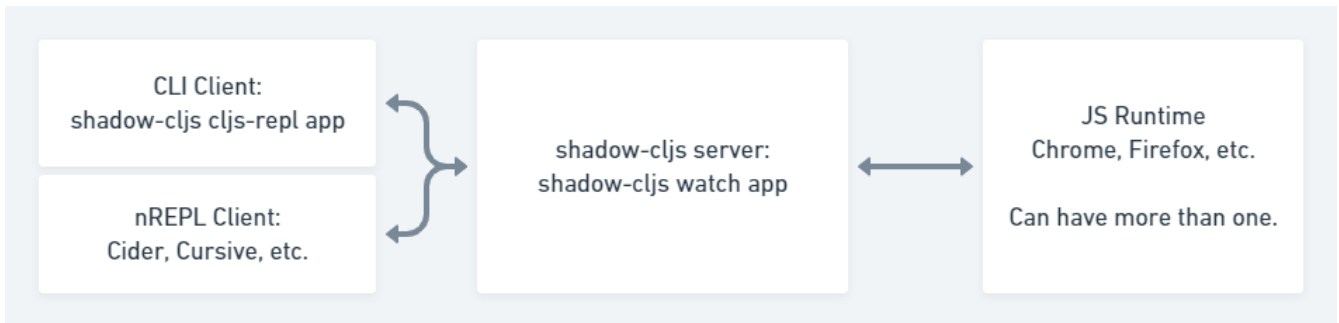 CLI Client:
shadow-cljs cljs-repl app
nREPL Client:
Cider, Cursive, etc.
shadow-cljs server:
shadow-cljs watch app
JS Runtime
Chrome, Firefox, etc.
Can have more than one.